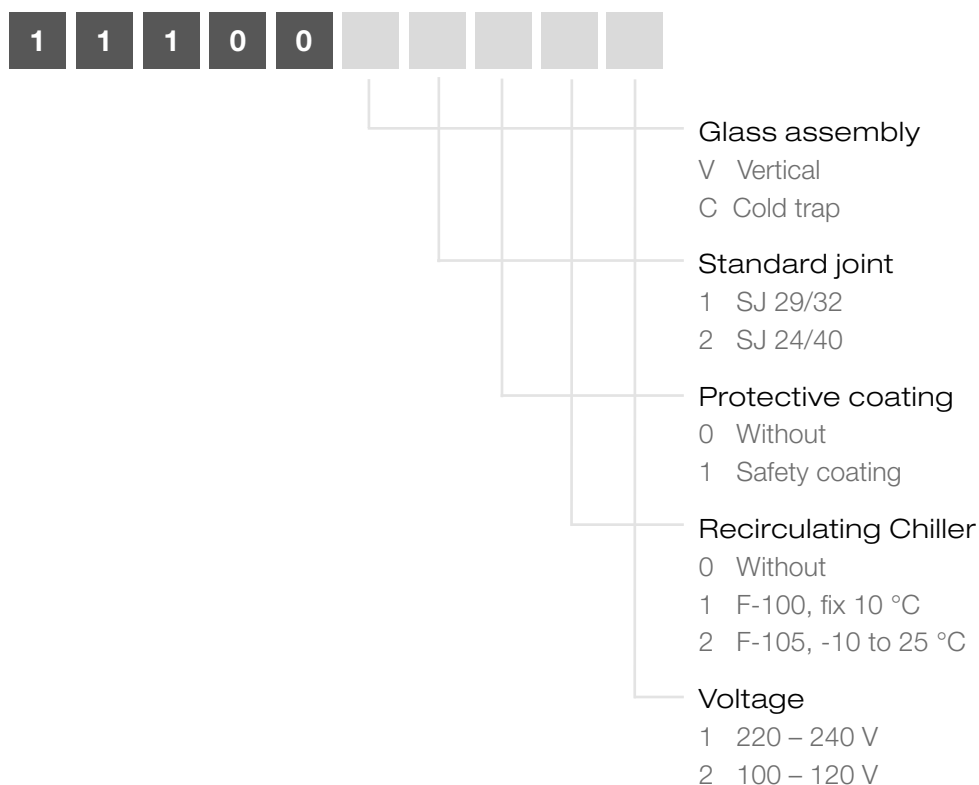 1 1 1 0 0
Glass assembly
V Vertical
C Cold trap
Standard joint
1 SJ 29/32
2 SJ 24/40
Protective coating
0 Without
1 Safety coating
Recirculating Chiller
0 Without
1 F-100, fix 10 °C
2 F-105, -10 to 25 °C
Voltage
1 220 – 240 V
2 100 – 120 V